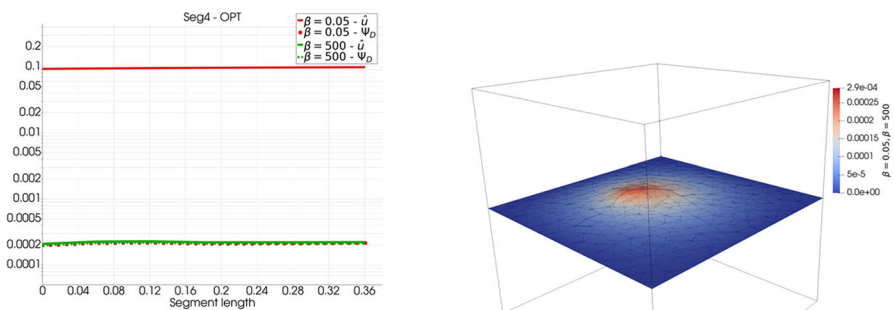 Seg4 - OPT
β = 0.05 - û
β = 0.05 - Ψ_D
β = 500 - û
β = 500 - Ψ_D
0.2
0.1
0.05
0.02
0.01
0.005
0.002
0.001
0.0005
0.0002
0.0001
0 0.04 0.08 0.12 0.16 0.2 0.24 0.28 0.32 0.36
Segment length
2.9e-04
0.00025
0.0002
0.00015
0.0001
5e-5
0.0e+00
β = 0.05, β = 500